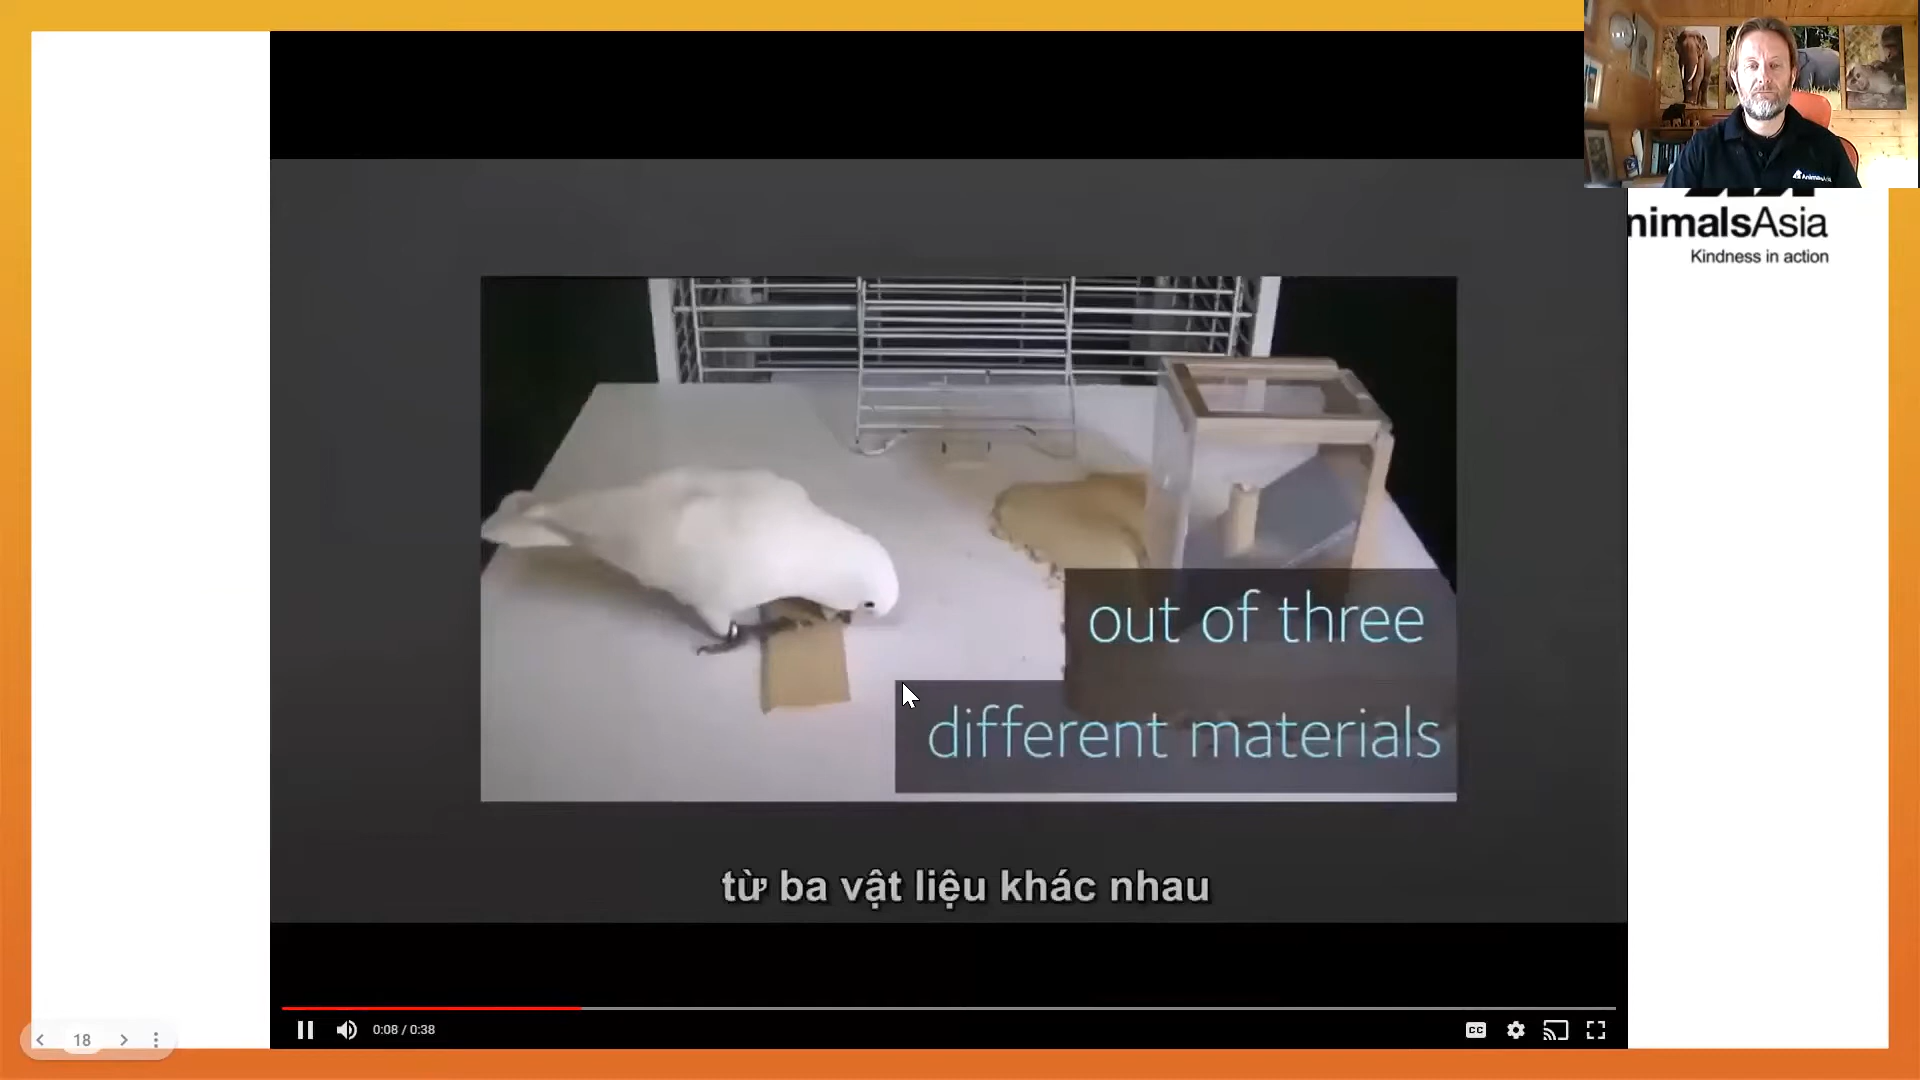 nimalsAsia
Kindness in action
out of three
different materials
từ ba vật liệu khác nhau
0:08 / 0:38
CC
18